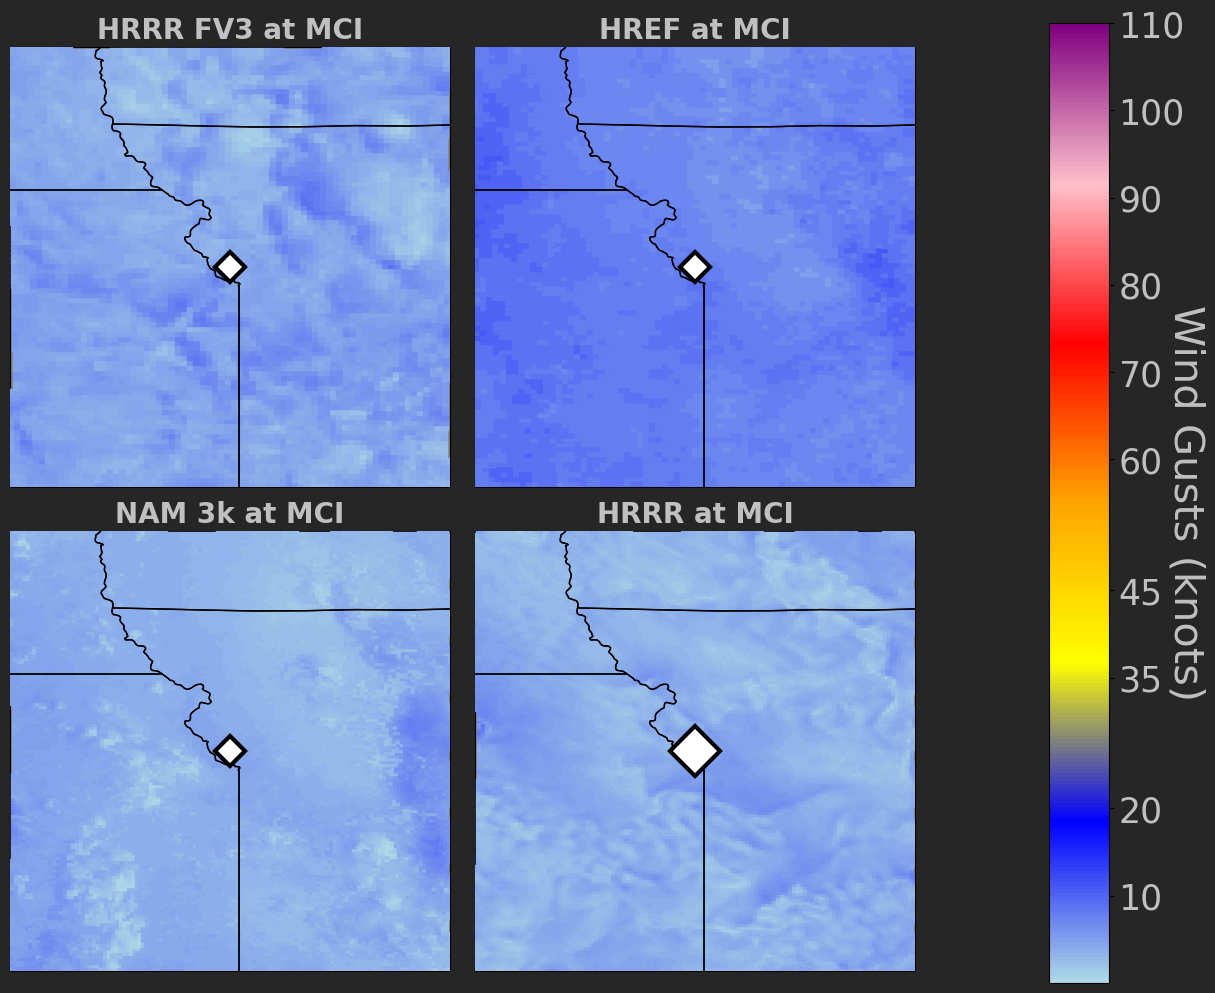 HRRR FV3 at MCI
HREF at MCI
NAM 3k at MCI
HRRR at MCI
110
100
90
80
70
60
45
35
20
10
Wind Gusts (knots)